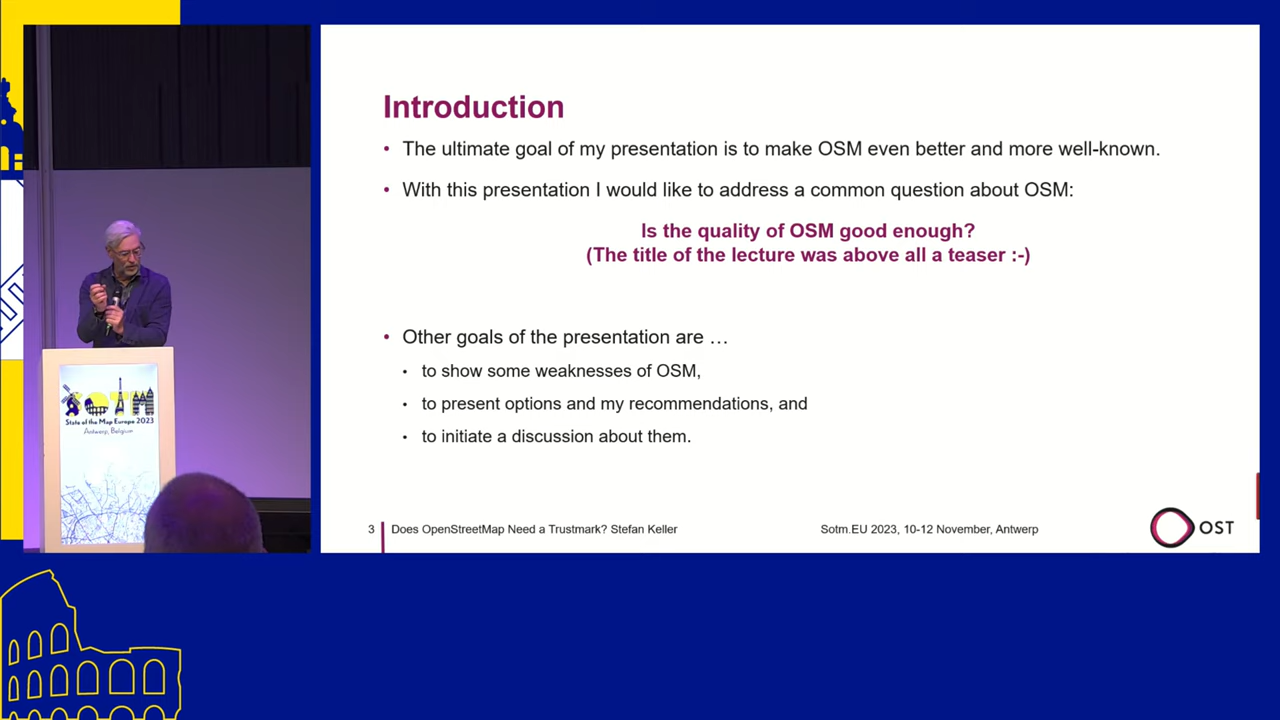 Introduction
• The ultimate goal of my presentation is to make OSM even better and more well-known.
• With this presentation I would like to address a common question about OSM:
Is the quality of OSM good enough?
(The title of the lecture was above all a teaser :-)
• Other goals of the presentation are …
• to show some weaknesses of OSM,
• to present options and my recommendations, and
• to initiate a discussion about them.
3 Does OpenStreetMap Need a Trustmark? Stefan Keller
Sotm.EU 2023, 10-12 November, Antwerp
OST
SOTM
State of the Map Europe 2023
Antwerp, Belgium